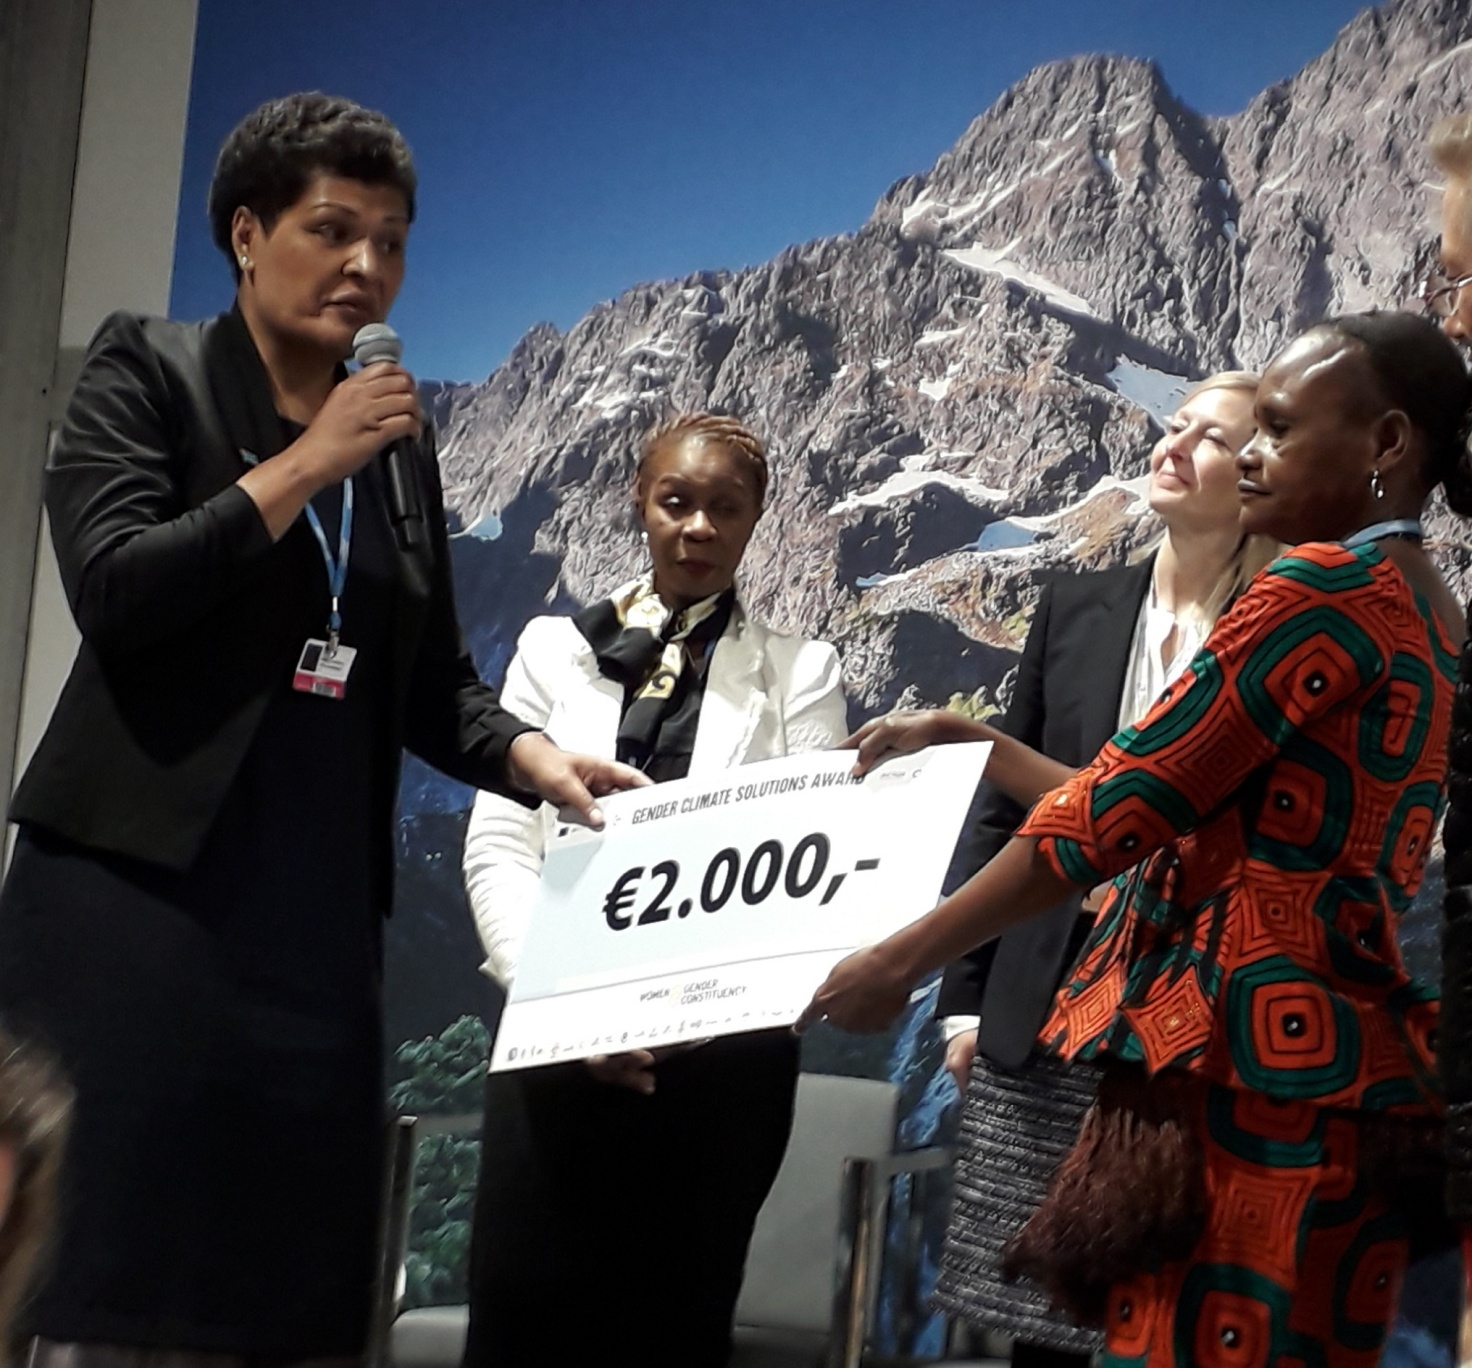 GENDER CLIMATE SOLUTIONS AWARD
€2.000,-
WOMEN GENDER
CONSTITUENCY